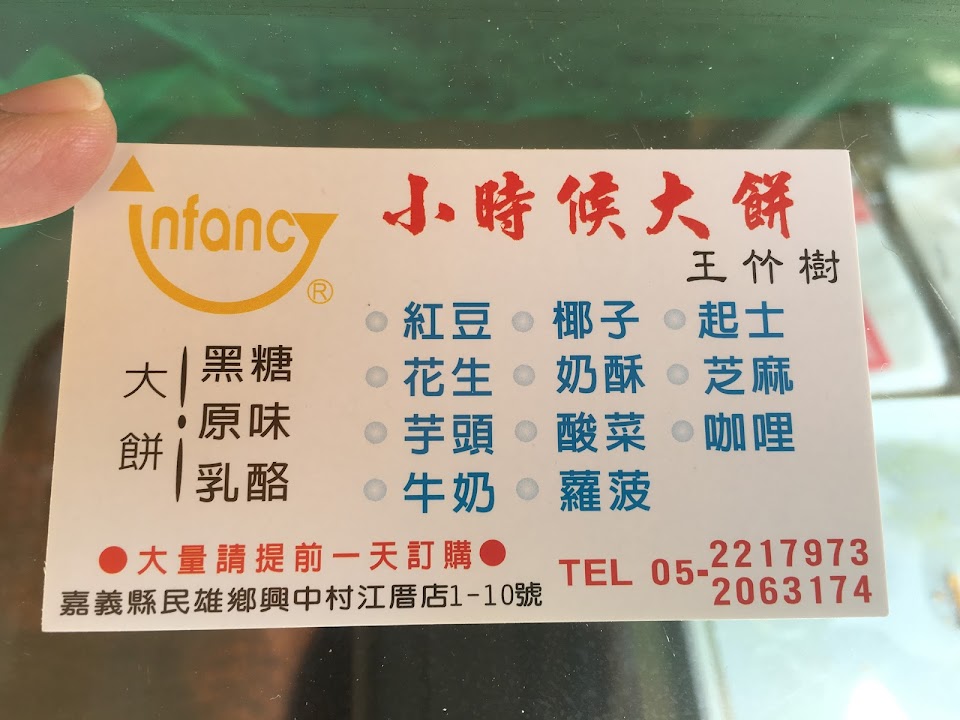 infancy®
小時候大餅
王竹樹
大餅
黑糖
原味
乳酪
紅豆 椰子 起士
花生 奶酥 芝麻
芋頭 酸菜 咖哩
牛奶 蘿菠
●大量請提前一天訂購●
TEL 05-2217973
2063174
嘉義縣民雄鄉興中村江厝店1-10號